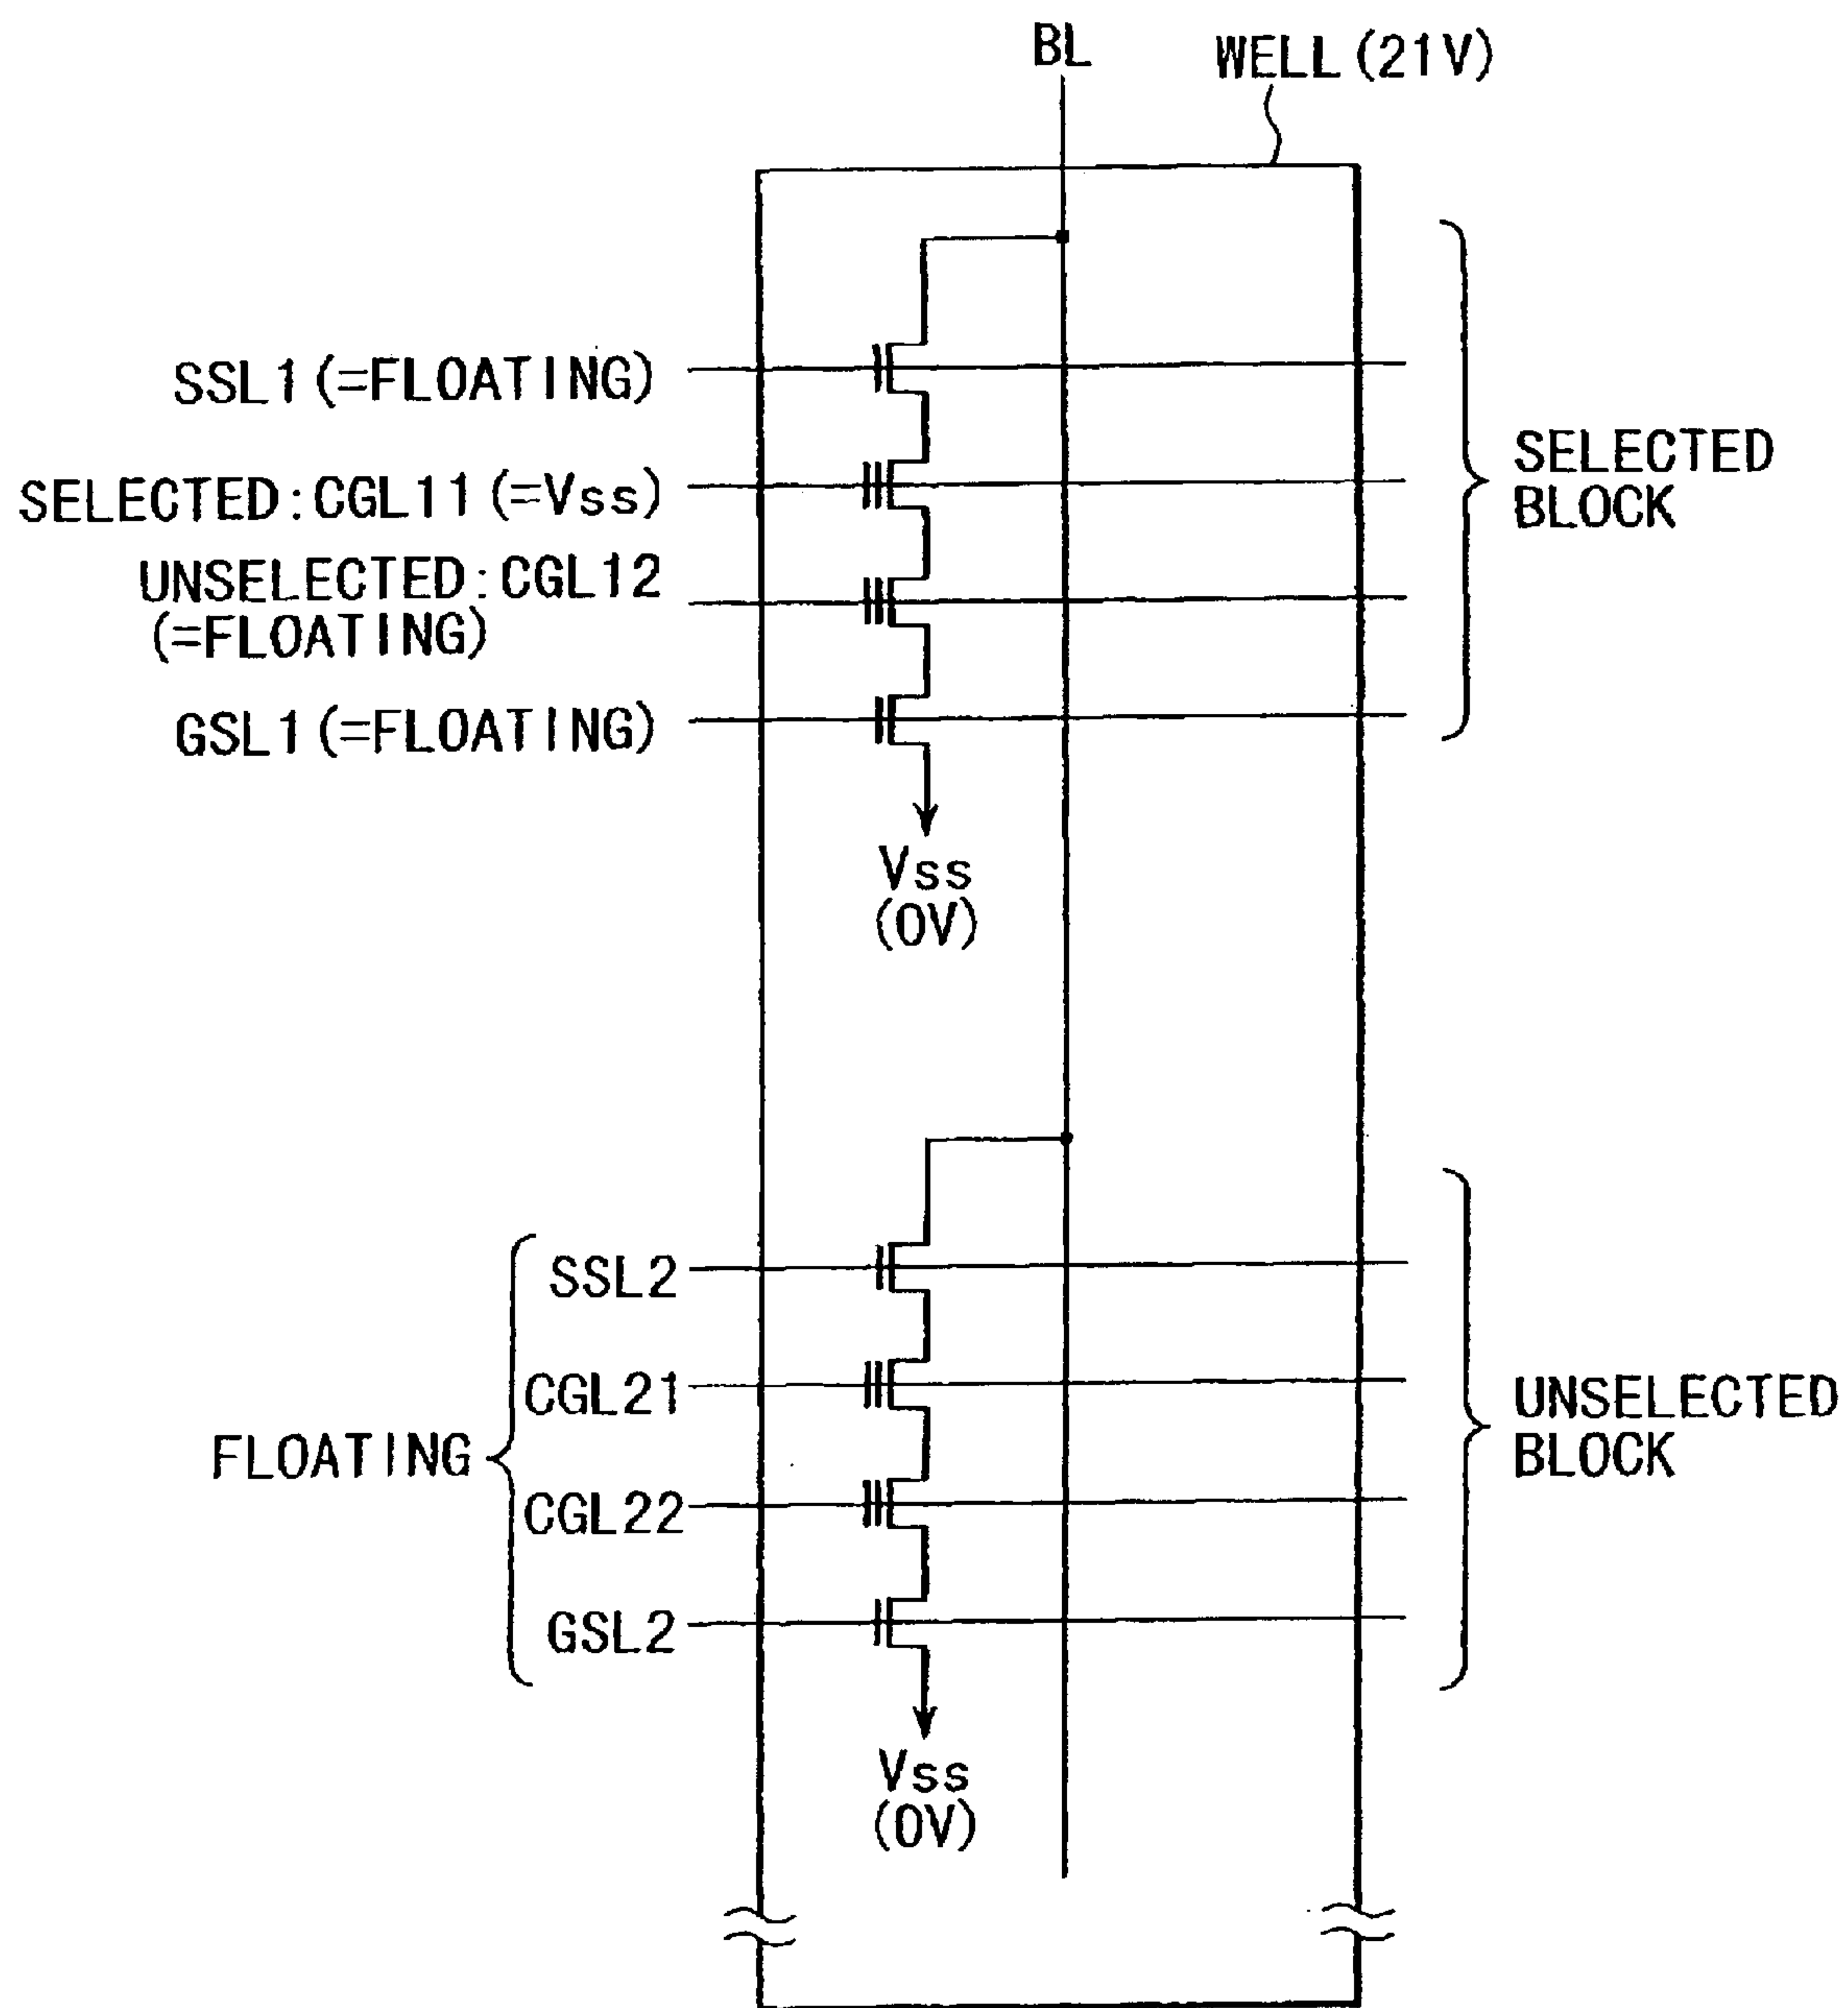 BL
WELL(21V)
SSL1(=FLOATING)
SELECTED:CGL11(=Vss)
UNSELECTED:CGL12
(=FLOATING)
GSL1(=FLOATING)
SELECTED
BLOCK
Vss
(0V)
SSL2
CGL21
FLOATING
CGL22
GSL2
UNSELECTED
BLOCK
Vss
(0V)